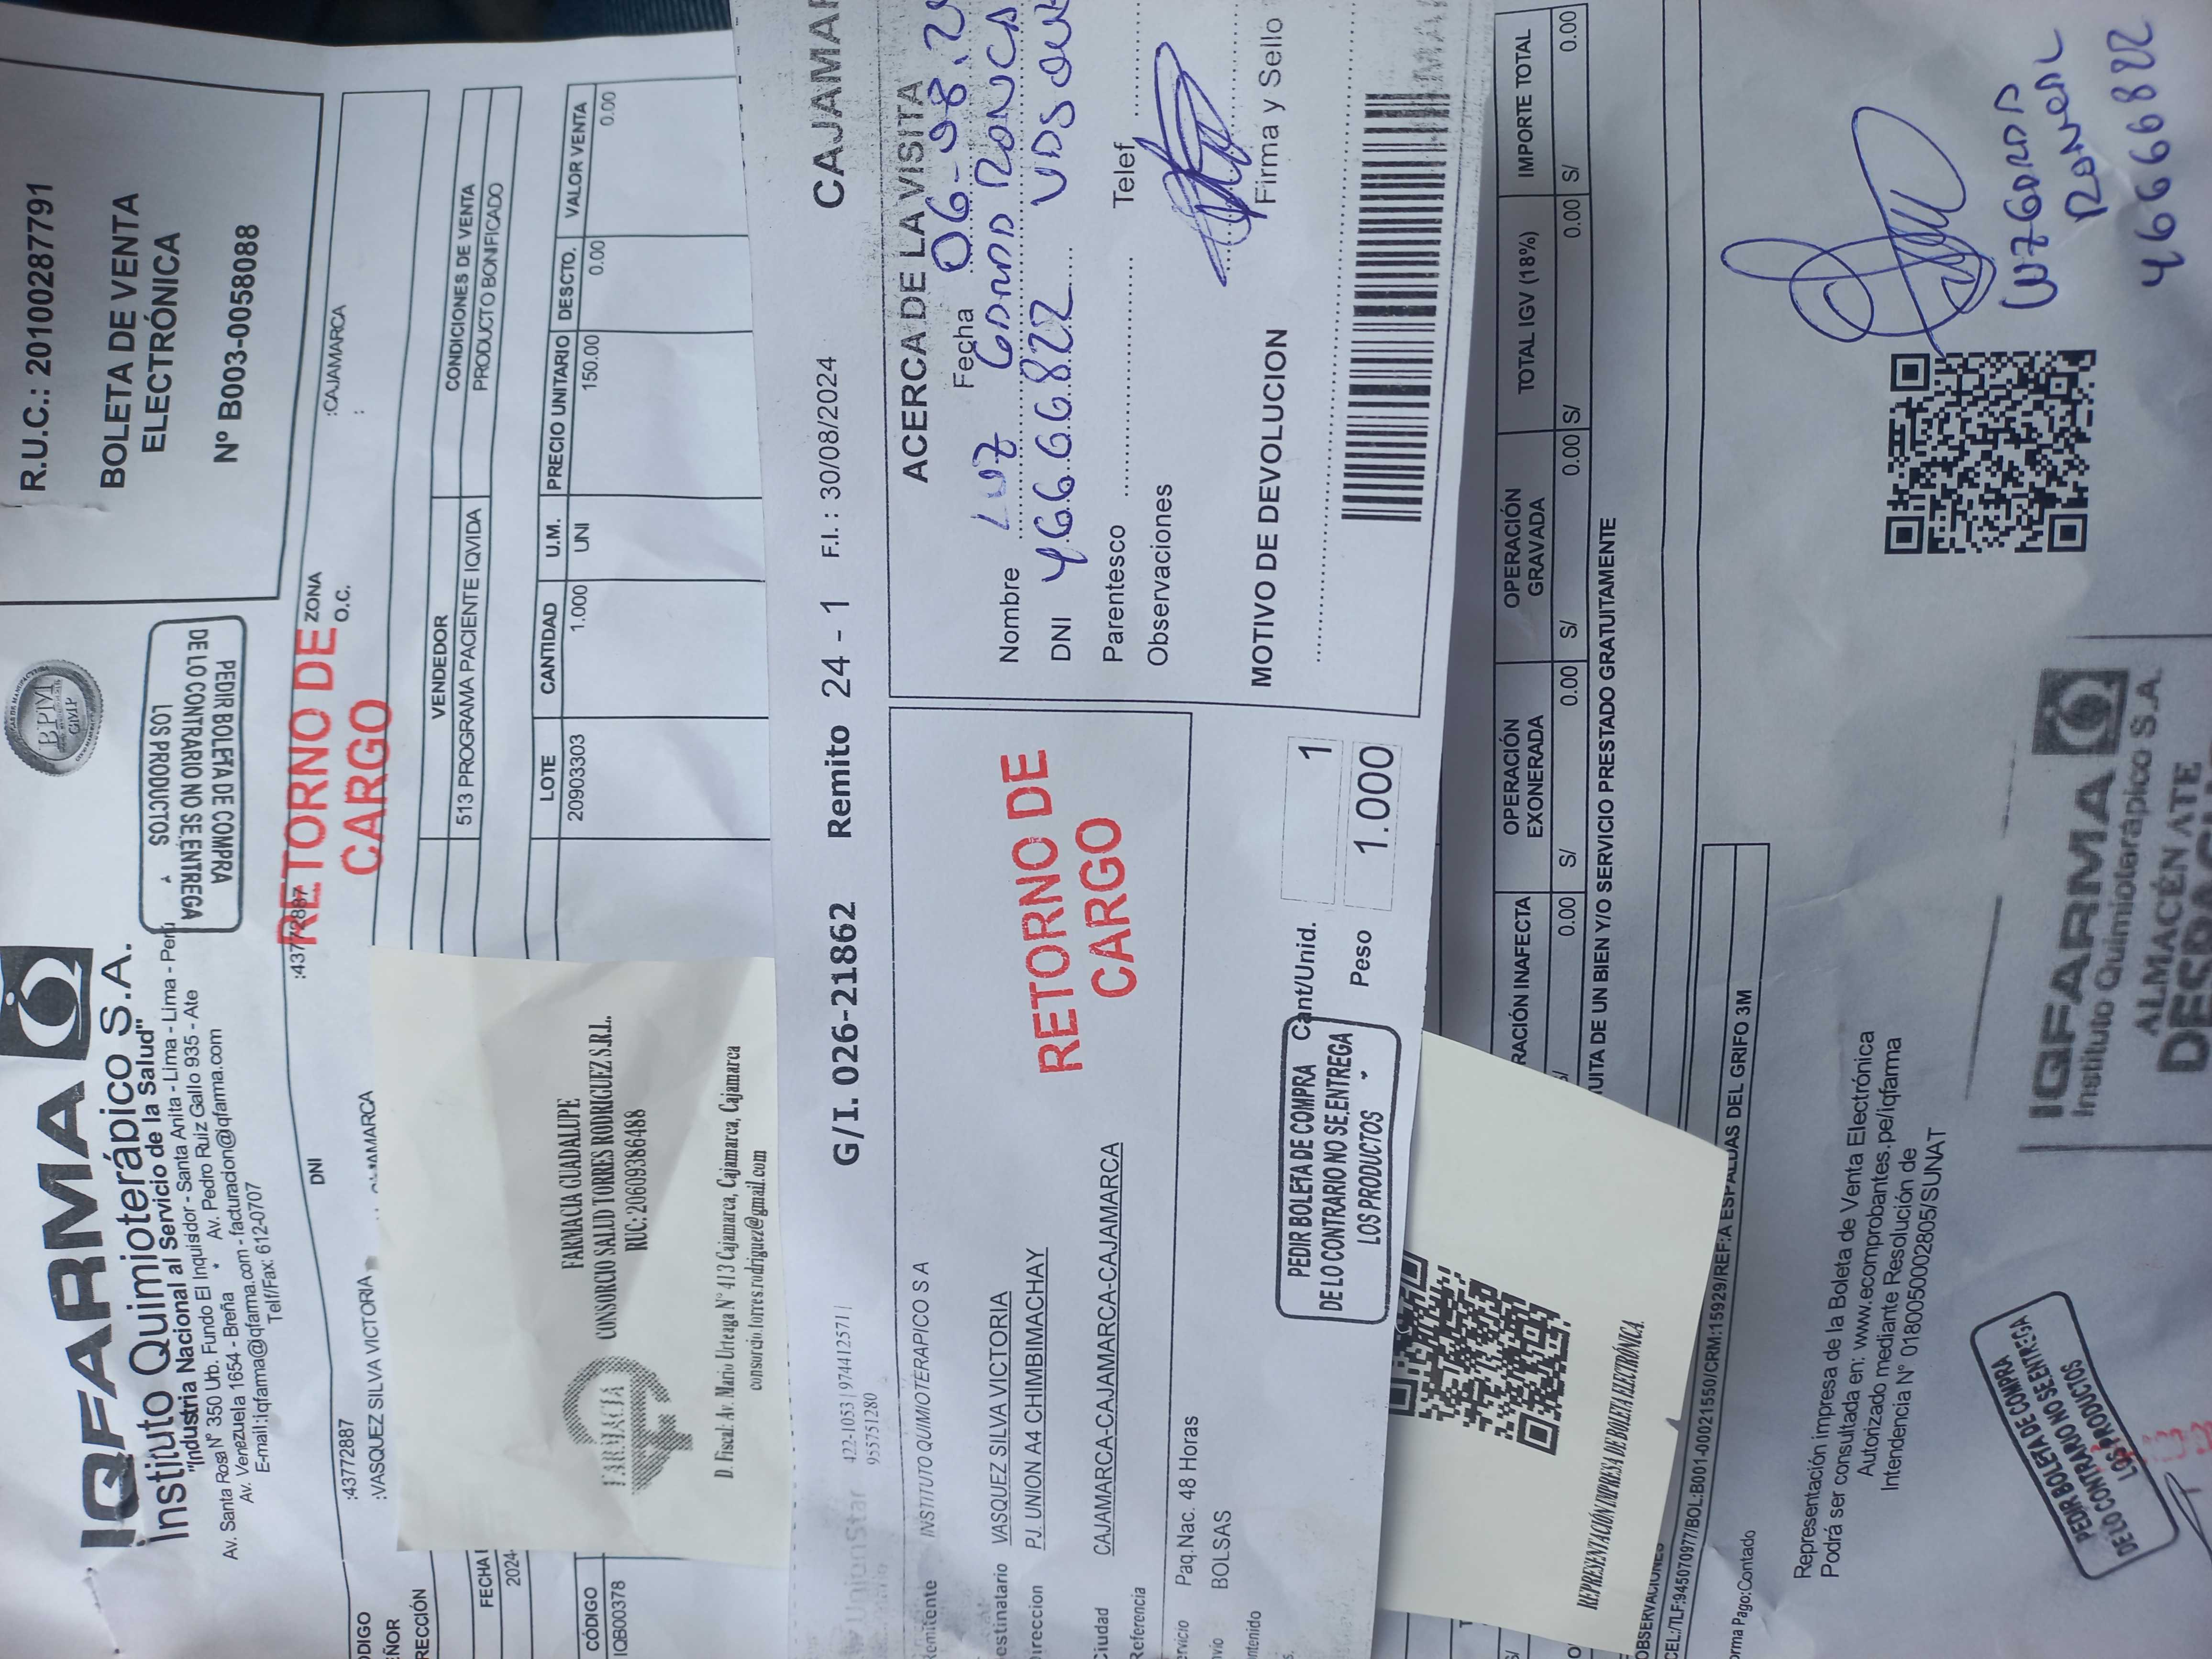 R.U.C.: 20100287791
BOLETA DE VENTA
ELECTRÓNICA
Nº B003-0058088
BPM
GMP
IQFARMA
Instituto Quimioterápico S.A.
"Industria Nacional al Servicio de la Salud"
Av. Santa Rosa N° 350 Urb. Fundo El Inquisidor - Santa Anita - Lima - Lima - Perú
Av. Venezuela 1654 - Breña * Av. Pedro Ruiz Gallo 935 - Ate
E-mail:iqfarma@iqfarma.com - facturacion@iqfarma.com
Telf/Fax: 612-0707
PEDIR BOLETA DE COMPRA
DE LO CONTRARIO NO SE ENTREGA
LOS PRODUCTOS
RETORNO DE
CARGO
:43772887 DNI :43772887 ZONA :CAJAMARCA
:VASQUEZ SILVA VICTORIA O.C. :
VENDEDOR CONDICIONES DE VENTA
513 PROGRAMA PACIENTE IQVIDA PRODUCTO BONIFICADO
2024-
CÓDIGO LOTE CANTIDAD U.M. PRECIO UNITARIO DESCTO. VALOR VENTA
IQB00378 20903303 1.000 UNI 150.00 0.00 0.00
FARMACIA
FARMACIA GUADALUPE
CONSORCIO SALUD TORRES RODRIGUEZ S.R.L.
RUC: 20609386488
D. Fiscal: Av. Mario Urteaga N° 413 Cajamarca, Cajamarca, Cajamarca
consorcio.torres.rodriguez@gmail.com
422-1053 | 974412571 |
955751280
G/I. 026-21862 Remito 24 - 1 F.I.: 30/08/2024
INSTITUTO QUIMIOTERAPICO S A
VASQUEZ SILVA VICTORIA
PJ. UNION A4 CHIMBIMACHAY
CAJAMARCA-CAJAMARCA-CAJAMARCA
Paq.Nac. 48 Horas
BOLSAS
RETORNO DE
CARGO
PEDIR BOLETA DE COMPRA
DE LO CONTRARIO NO SE ENTREGA
LOS PRODUCTOS
Cant/Unid. 1
Peso 1.000
ACERCA DE LA VISITA
Fecha
Nombre Luz
DNI 46666822
Parentesco Telef
Observaciones
Firma y Sello
MOTIVO DE DEVOLUCION
OPERACIÓN EXONERADA OPERACIÓN GRAVADA TOTAL IGV (18%) IMPORTE TOTAL
0.00 S/ 0.00 S/ 0.00 S/ 0.00 S/ 0.00
UITA DE UN BIEN Y/O SERVICIO PRESTADO GRATUITAMENTE
REPRESENTACIÓN IMPRESA DE BOLETA ELECTRÓNICA.
CEL:/TLF:945070977/BOL:B001-00021550/CRM:15929/REF:A ESPALDAS DEL GRIFO 3M
Pago:Contado
Representación impresa de la Boleta de Venta Electrónica
Podrá ser consultada en: www.ecomprobantes.pe/iqfarma
Autorizado mediante Resolución de
Intendencia N° 0180050002805/SUNAT
PEDIR BOLETA DE COMPRA
DE LO CONTRARIO NO SE ENTREGA
LOS PRODUCTOS
IQFARMA
Instituto Quimioterápico S.A.
ALMACÉN ATE
46666822